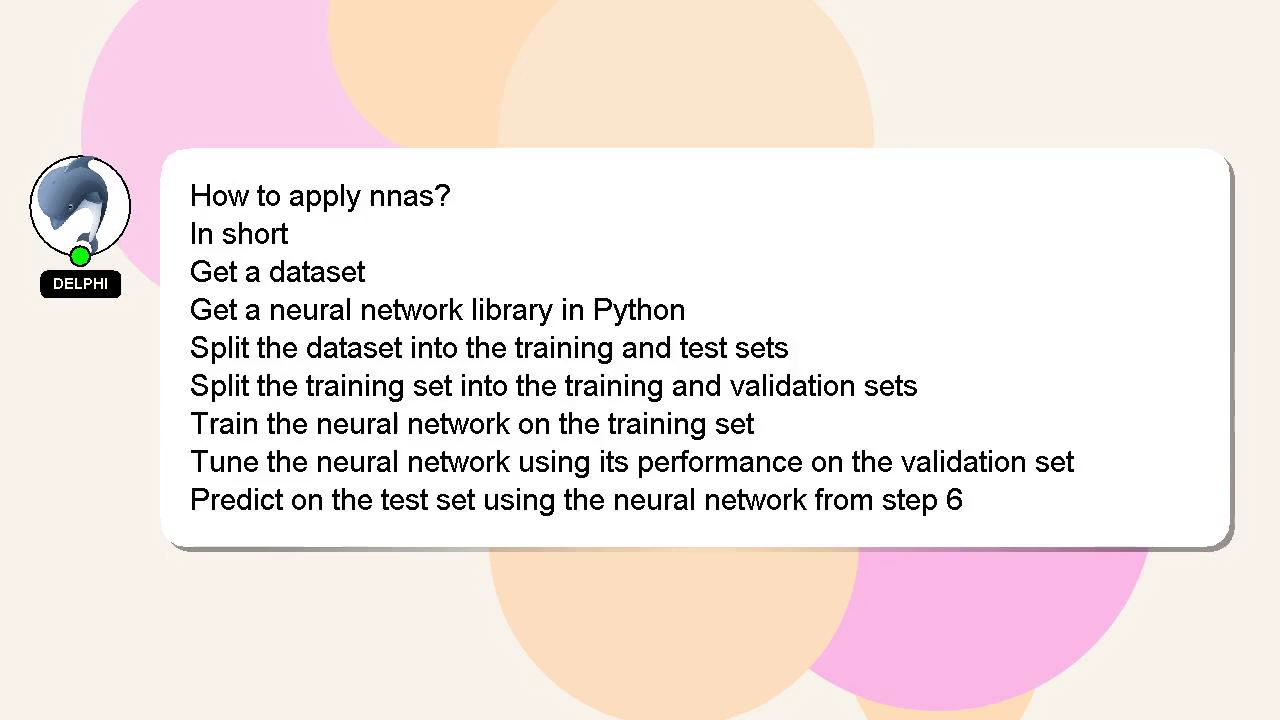 DELPHI
How to apply nnas?
In short
Get a dataset
Get a neural network library in Python
Split the dataset into the training and test sets
Split the training set into the training and validation sets
Train the neural network on the training set
Tune the neural network using its performance on the validation set
Predict on the test set using the neural network from step 6